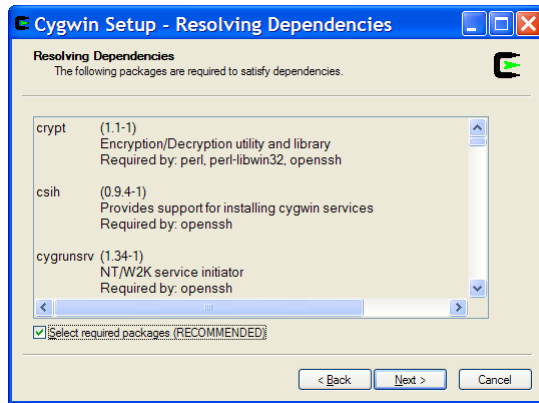 Cygwin Setup - Resolving Dependencies
Resolving Dependencies
The following packages are required to satisfy dependencies.
crypt (1.1-1)
Encryption/Decryption utility and library
Required by: perl, perl-libwin32, openssh
csih (0.9.4-1)
Provides support for installing cygwin services
Required by: openssh
cygrunsrv (1.34-1)
NT/W2K service initiator
Required by: openssh
Select required packages (RECOMMENDED)
< Back Next > Cancel